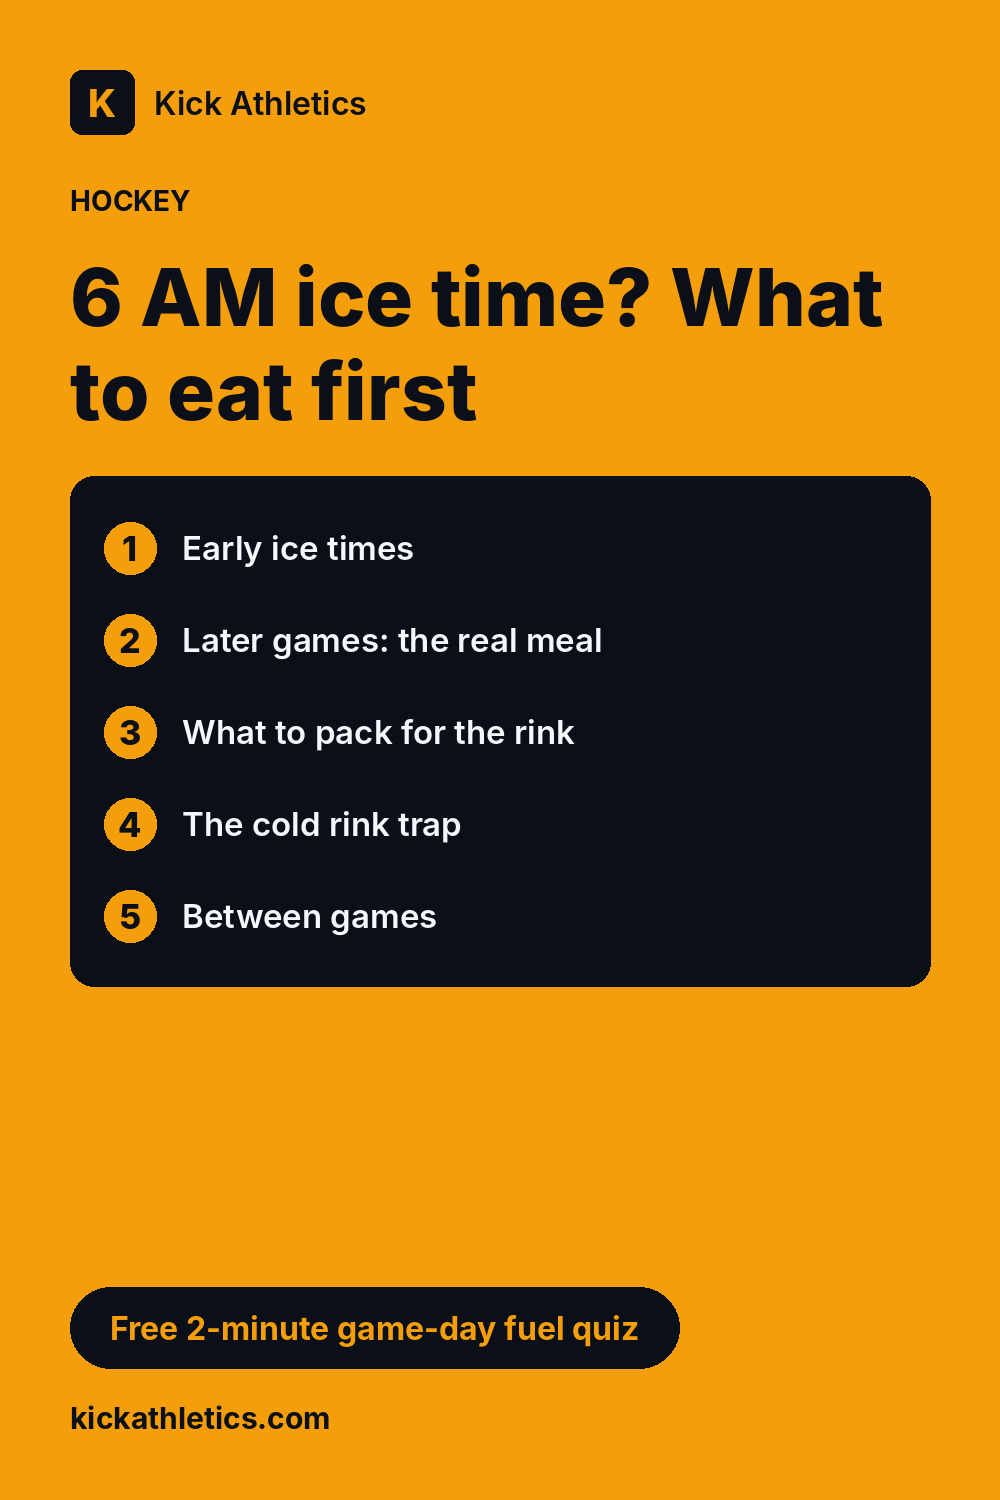 K
Kick Athletics
HOCKEY
6 AM ice time? What
to eat first
1 Early ice times
2 Later games: the real meal
3 What to pack for the rink
4 The cold rink trap
5 Between games
Free 2-minute game-day fuel quiz
kickathletics.com